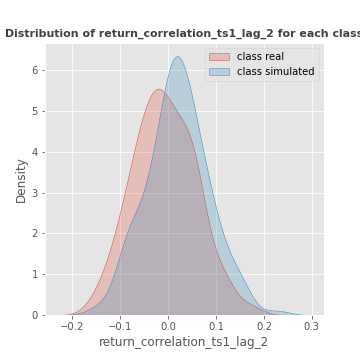 Distribution of return_correlation_ts1_lag_2 for each class
class real
class simulated
6
5
4
3
2
1
0
Density
−0.2 −0.1 0.0 0.1 0.2 0.3
return_correlation_ts1_lag_2